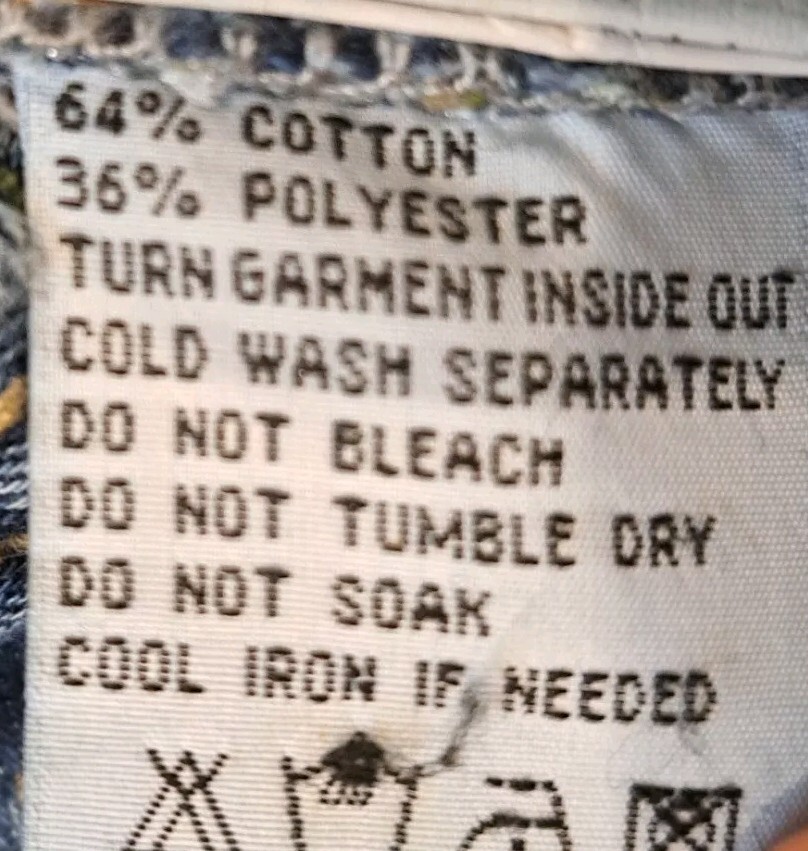 64% COTTON
36% POLYESTER
TURN GARMENT INSIDE OUT
COLD WASH SEPARATELY
DO NOT BLEACH
DO NOT TUMBLE DRY
DO NOT SOAK
COOL IRON IF NEEDED